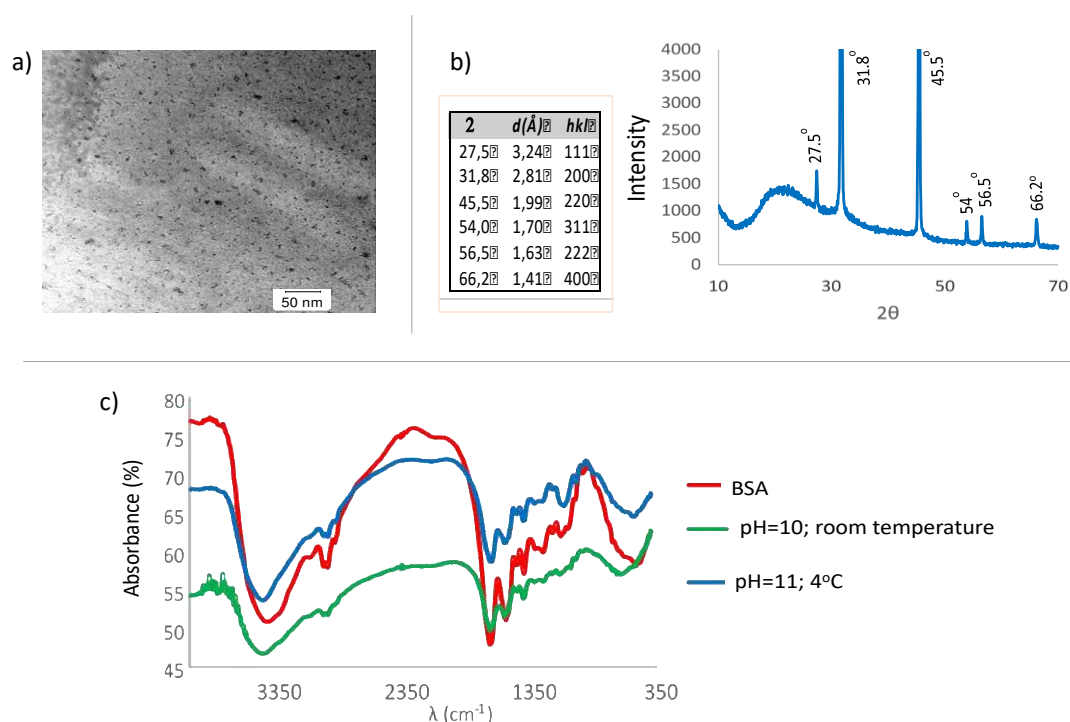 a)
50 nm
b)
2 d(Å)⍰ hkl⍰
27,5⍰ 3,24⍰ 111⍰
31,8⍰ 2,81⍰ 200⍰
45,5⍰ 1,99⍰ 220⍰
54,0⍰ 1,70⍰ 311⍰
56,5⍰ 1,63⍰ 222⍰
66,2⍰ 1,41⍰ 400⍰
Intensity
4000
3500
3000
2500
2000
1500
1000
500
0
27.5°
31.8°
45.5°
54°
56.5°
66.2°
10 30 50 70
2θ
c)
Absorbance (%)
80
75
70
65
60
55
50
45
3350 2350 1350 350
λ (cm⁻¹)
BSA
pH=10; room temperature
pH=11; 4°C